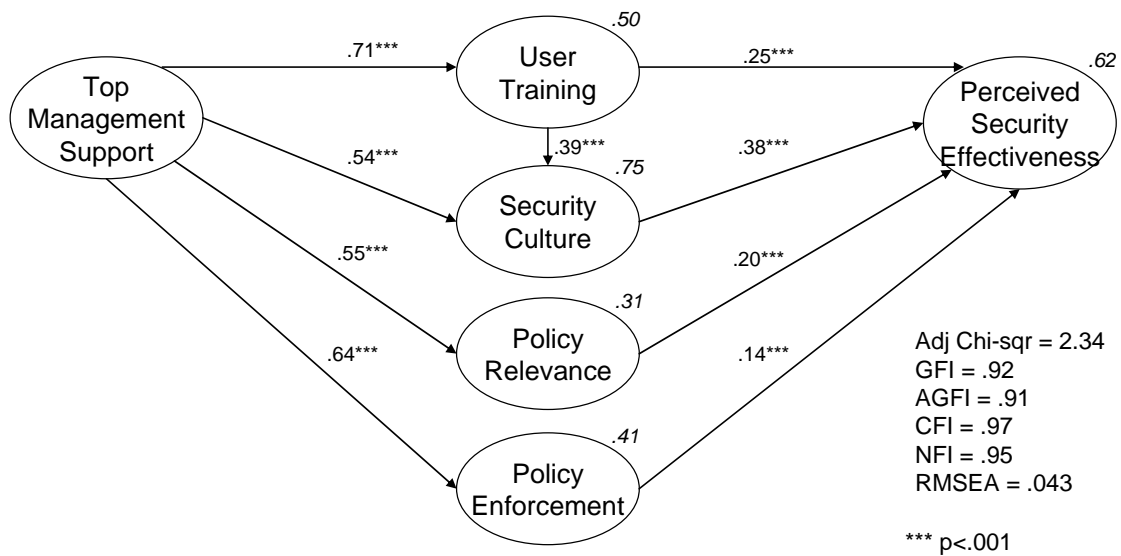 .50
.71***
User
Training
.25***
.62
Top
Management
Support
Perceived
Security
Effectiveness
.39***
.54***
.38***
.75
Security
Culture
.55***
.20***
.31
Policy
Relevance
.64***
.14***
.41
Policy
Enforcement
Adj Chi-sqr = 2.34
GFI = .92
AGFI = .91
CFI = .97
NFI = .95
RMSEA = .043
*** p<.001